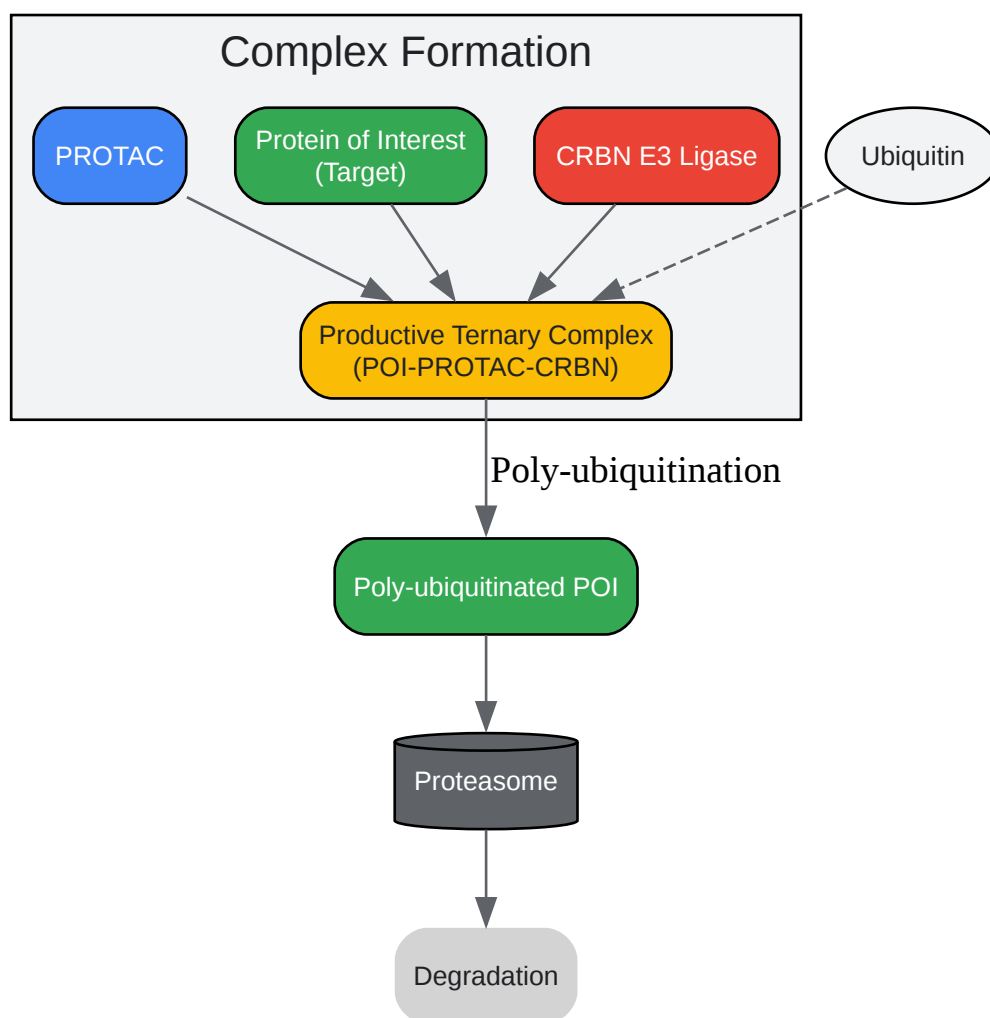 Complex Formation
PROTAC
Protein of Interest
(Target)
CRBN E3 Ligase
Ubiquitin
Productive Ternary Complex
(POI-PROTAC-CRBN)
Poly-ubiquitination
Poly-ubiquitinated POI
Proteasome
Degradation